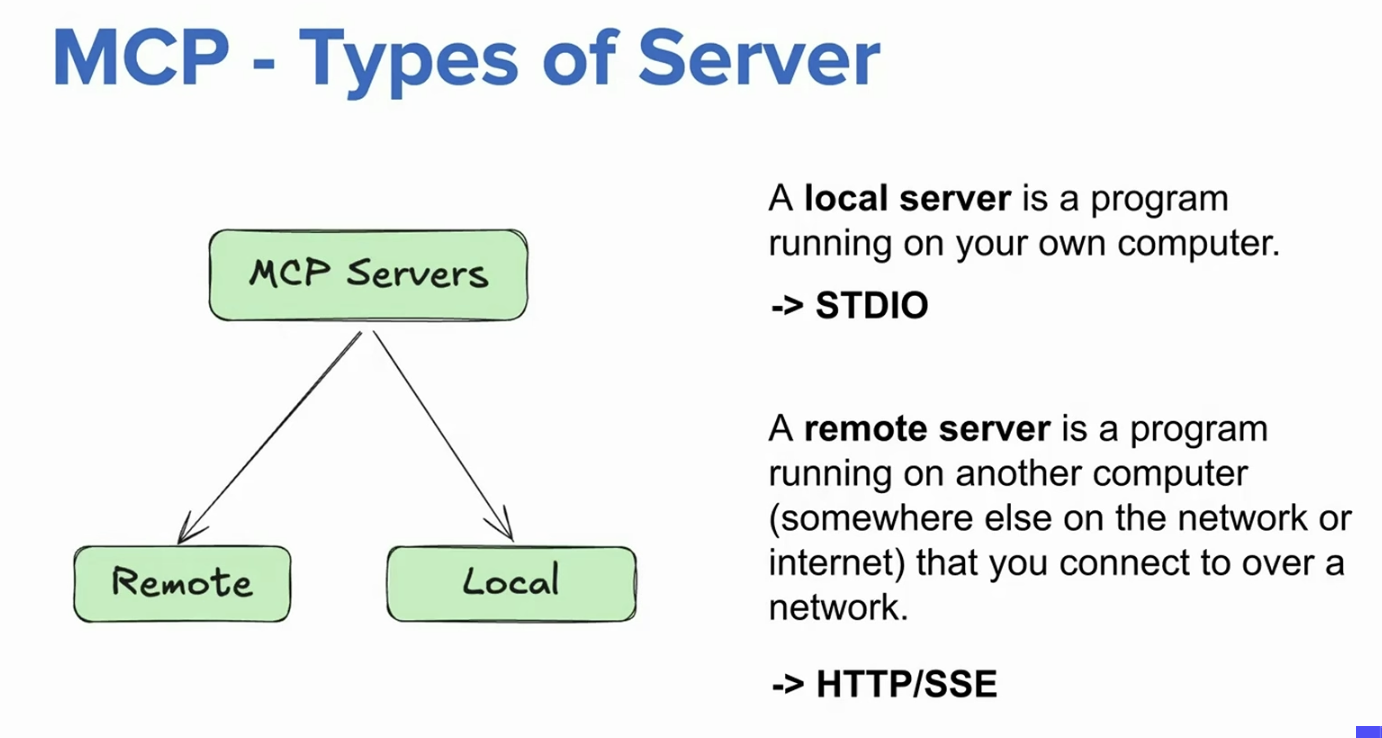 MCP - Types of Server
MCP Servers
Remote
Local
A local server is a program
running on your own computer.
-> STDIO
A remote server is a program
running on another computer
(somewhere else on the network or
internet) that you connect to over a
network.
-> HTTP/SSE